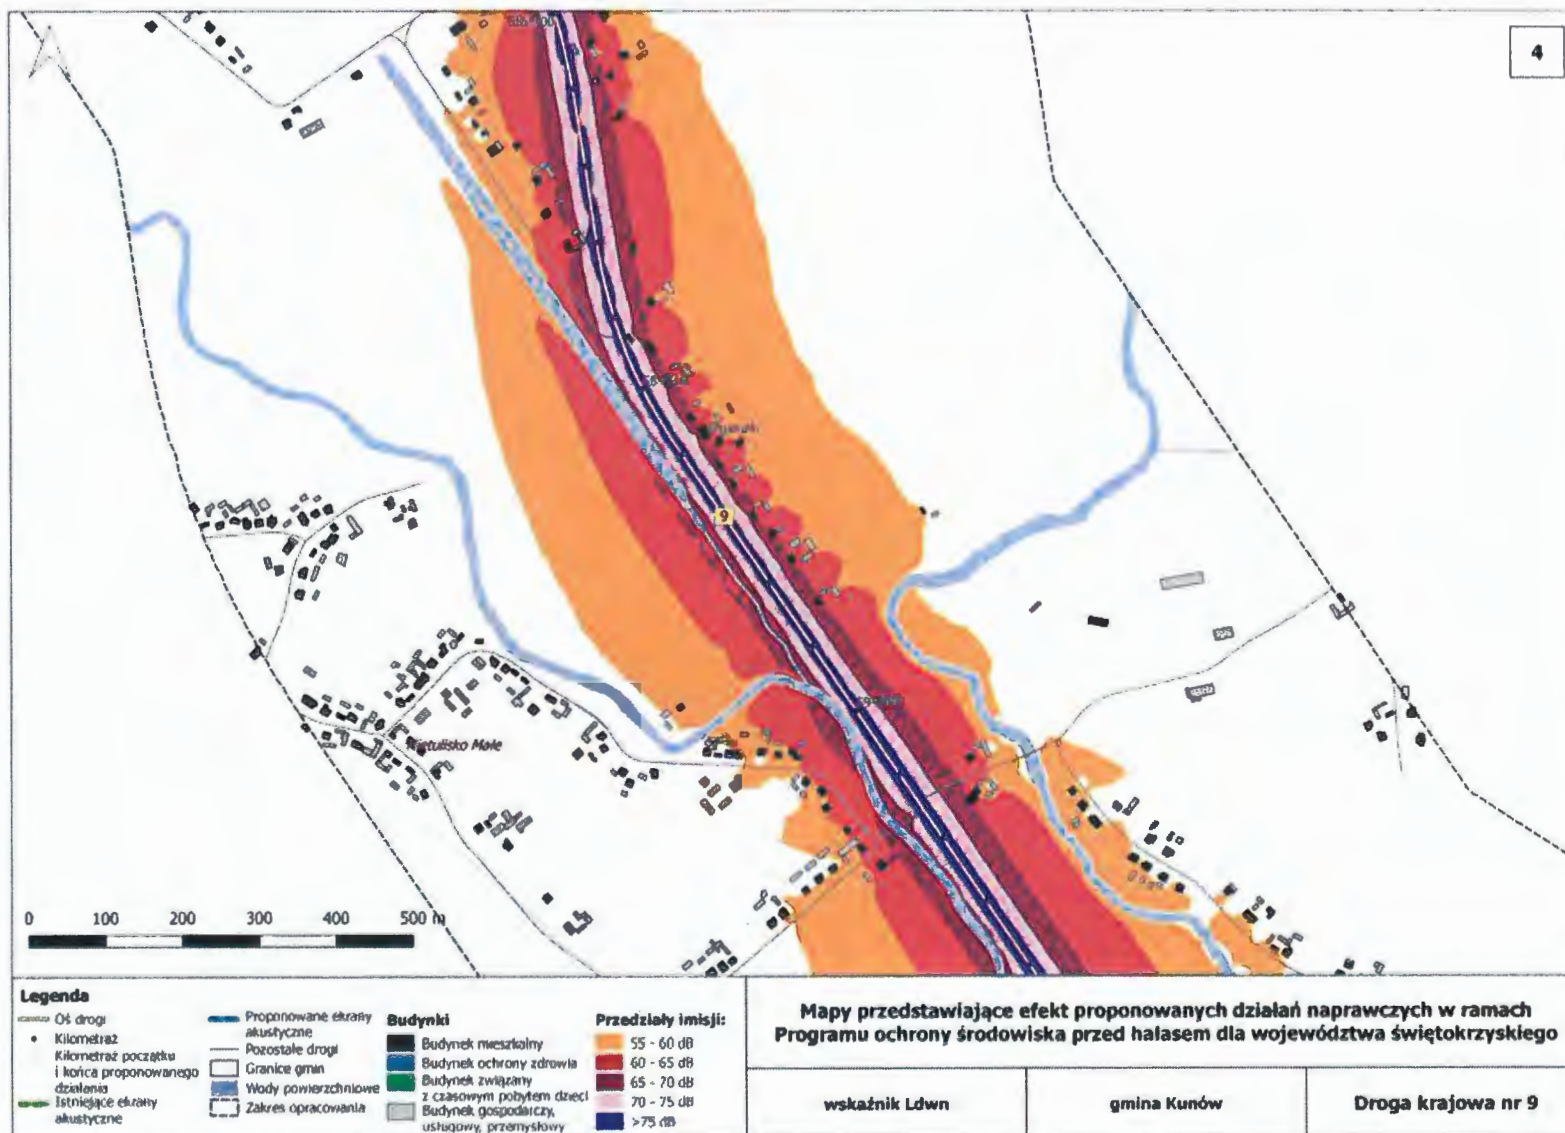 4
9
Nietulisko Małe
0 100 200 300 400 500 m
Legenda
Oś drogi
Kilometraż
Kilometraż początku
i końca proponowanego
działania
Istniejące ekrany
akustyczne
Proponowane ekrany
akustyczne
Pozostałe drogi
Granice gmin
Wody powierzchniowe
Zakres opracowania
Budynki
Budynek mieszkalny
Budynek ochrony zdrowia
Budynek związany
z czasowym pobytem dzieci
Budynek gospodarczy,
usługowy, przemysłowy
Przedziały imisji:
55 - 60 dB
60 - 65 dB
65 - 70 dB
70 - 75 dB
>75 dB
Mapy przedstawiające efekt proponowanych działań naprawczych w ramach
Programu ochrony środowiska przed hałasem dla województwa świętokrzyskiego
wskaźnik Ldwn
gmina Kunów
Droga krajowa nr 9